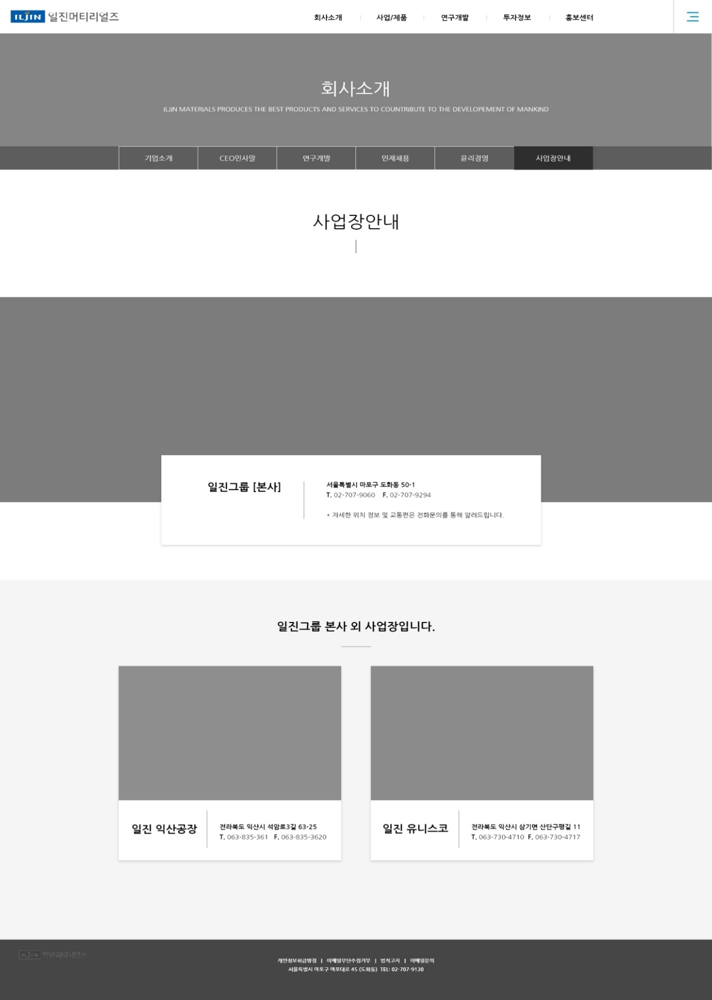 ILJIN 일진머티리얼즈
회사소개 사업/제품 연구개발 투자정보 홍보센터
회사소개
ILJIN MATERIALS PRODUCES THE BEST PRODUCTS AND SERVICES TO COUNTRIBUTE TO THE DEVELOPEMENT OF MANKIND
기업소개 CEO인사말 연구개발 인재채용 윤리경영 사업장안내
사업장안내
일진그룹 [본사]
서울특별시 마포구 도화동 50-1
T. 02-707-9060 F. 02-707-9294
* 자세한 위치 정보 및 교통편은 전화문의를 통해 알려드립니다.
일진그룹 본사 외 사업장입니다.
일진 익산공장
전라북도 익산시 석암로3길 63-25
T. 063-835-361 F. 063-835-3620
일진 유니스코
전라북도 익산시 삼기면 산단구평길 11
T. 063-730-4710 F. 063-730-4717
ILJIN 일진머티리얼즈
개인정보취급방침 | 이메일무단수집거부 | 법적고지 | 이메일문의
서울특별시 마포구 마포대로 45 (도화동) TEL: 02-707-9130